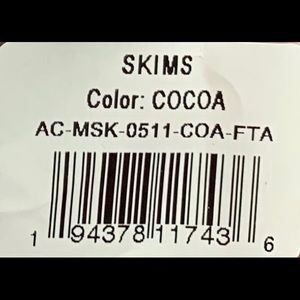 SKIMS
Color: COCOA
AC-MSK-0511-COA-FTA
1 94378 11743 6